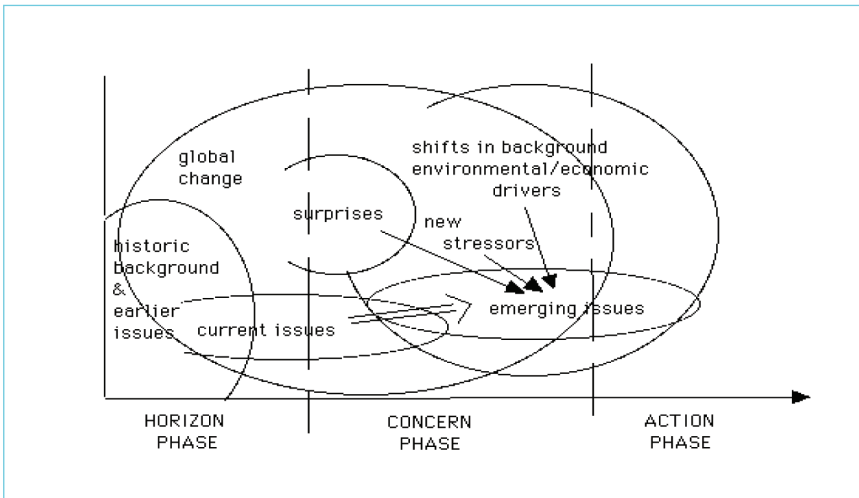 global
change
shifts in background
environmental/economic
drivers
surprises
new
stressors
historic
background
&
earlier
issues
current issues
emerging issues
HORIZON
PHASE
CONCERN
PHASE
ACTION
PHASE